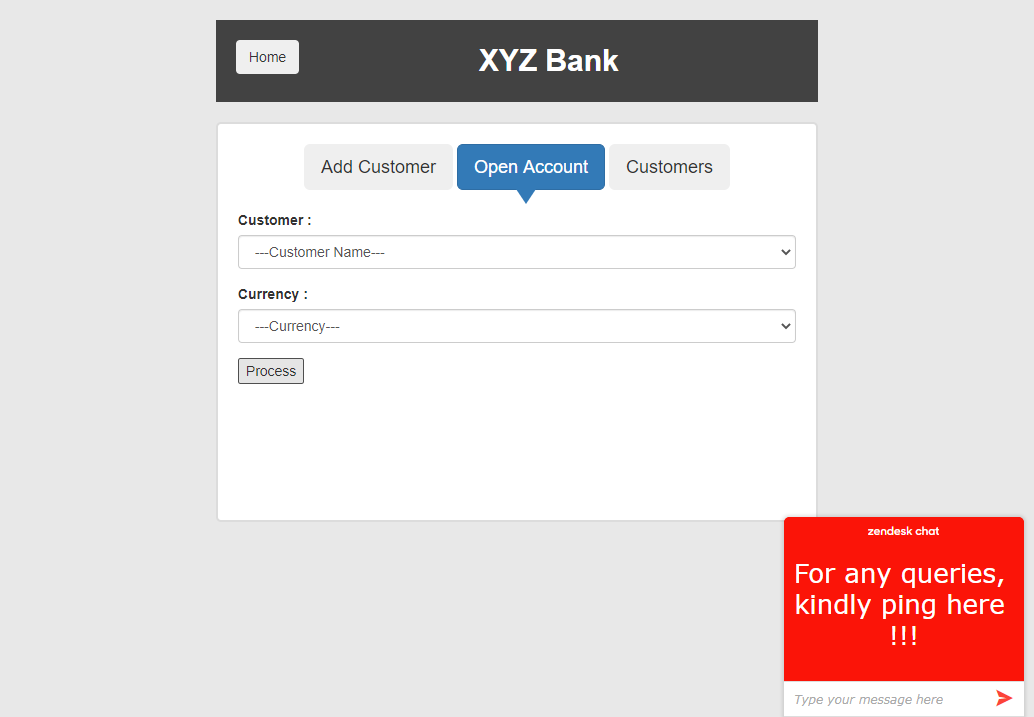 Home
XYZ Bank
Add Customer
Open Account
Customers
Customer :
---Customer Name---
Currency :
---Currency---
Process
zendesk chat
For any queries,
kindly ping here
!!!
Type your message here